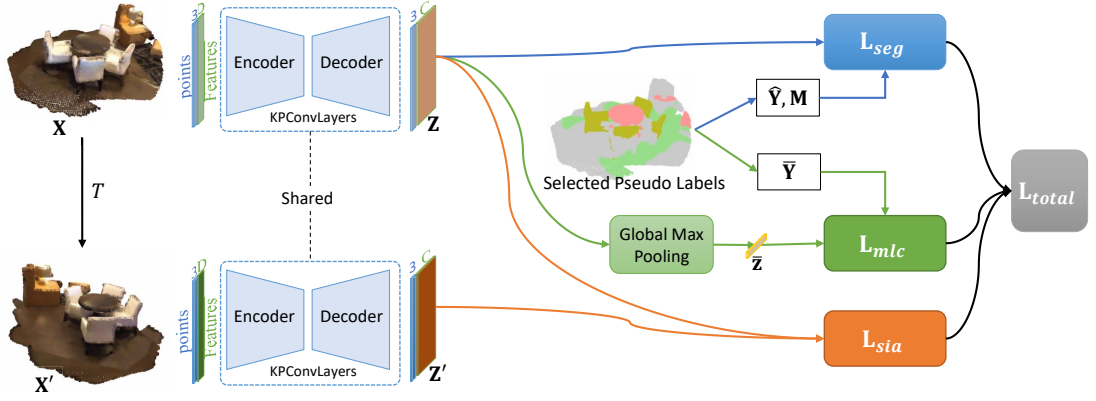 3 D
points
Features
Encoder
Decoder
KPConvLayers
3 C
Z
X
L_seg
Ŷ, M
Selected Pseudo Labels
Ȳ
L_total
T
Shared
Global Max
Pooling
z̄
L_mlc
3 D
points
Features
Encoder
Decoder
KPConvLayers
3 C
Z′
X′
L_sia